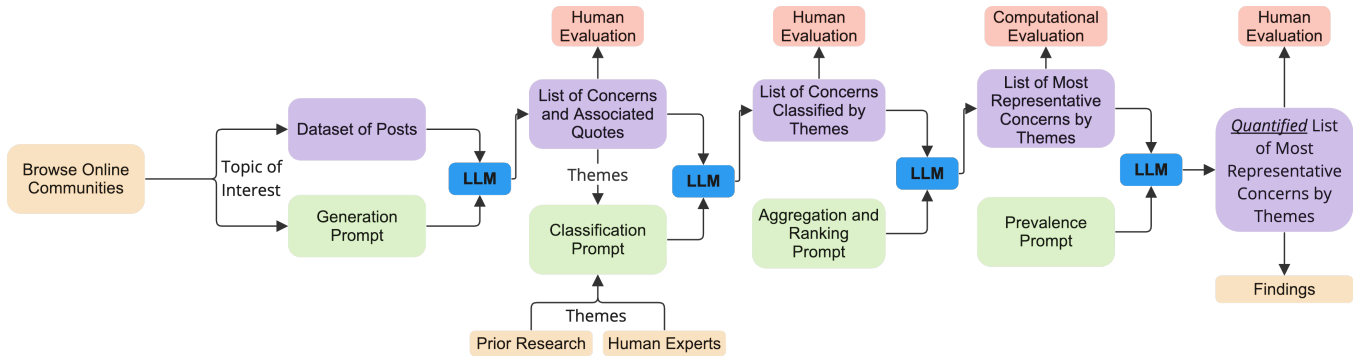 Browse Online
Communities
Topic of
Interest
Dataset of Posts
Generation
Prompt
LLM
Human
Evaluation
List of Concerns
and Associated
Quotes
Themes
Classification
Prompt
Themes
Prior Research
Human Experts
LLM
Human
Evaluation
List of Concerns
Classified by
Themes
Aggregation and
Ranking
Prompt
LLM
Computational
Evaluation
List of Most
Representative
Concerns by Themes
Prevalence
Prompt
LLM
Human
Evaluation
Quantified List
of Most
Representative
Concerns by
Themes
Findings